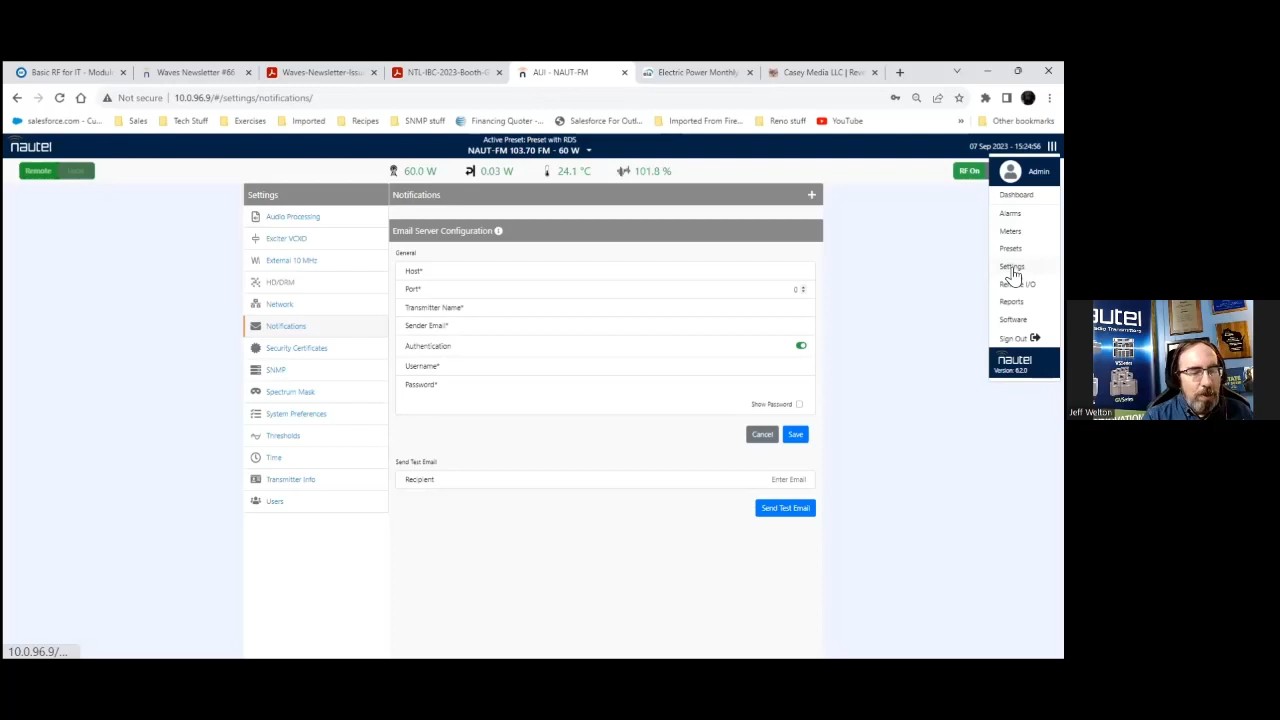 Basic RF for IT - Modul
Waves Newsletter #66
Waves-Newsletter-Issu
NTL-IBC-2023-Booth-G
AUI - NAUT-FM
Electric Power Monthly
Casey Media LLC | Rev
Not secure
10.0.96.9/#/settings/notifications/
salesforce.com - Cu...
Sales
Tech Stuff
Exercises
Imported
Recipes
SNMP stuff
Financing Quoter -...
Salesforce For Outl...
Imported From Fire...
Reno stuff
YouTube
Other bookmarks
nautel
Active Preset: Preset with RDS
NAUT-FM 103.70 FM - 60 W
07 Sep 2023 - 15:24:56
Remote
60.0 W
0.03 W
24.1 °C
101.8 %
RF On
Admin
Dashboard
Alarms
Meters
Presets
Settings
I/O
Reports
Software
Sign Out
nautel
Version: 6.2.0
Settings
Audio Processing
Exciter VCXO
External 10 MHz
HD/DRM
Network
Notifications
Security Certificates
SNMP
Spectrum Mask
System Preferences
Thresholds
Time
Transmitter Info
Users
Notifications
Email Server Configuration
General
Host*
Port*
0
Transmitter Name*
Sender Email*
Authentication
Username*
Password*
Show Password
Cancel
Save
Send Test Email
Recipient
Enter Email
Send Test Email
10.0.96.9/...
autel
Radio Transmitters
Jeff Welton